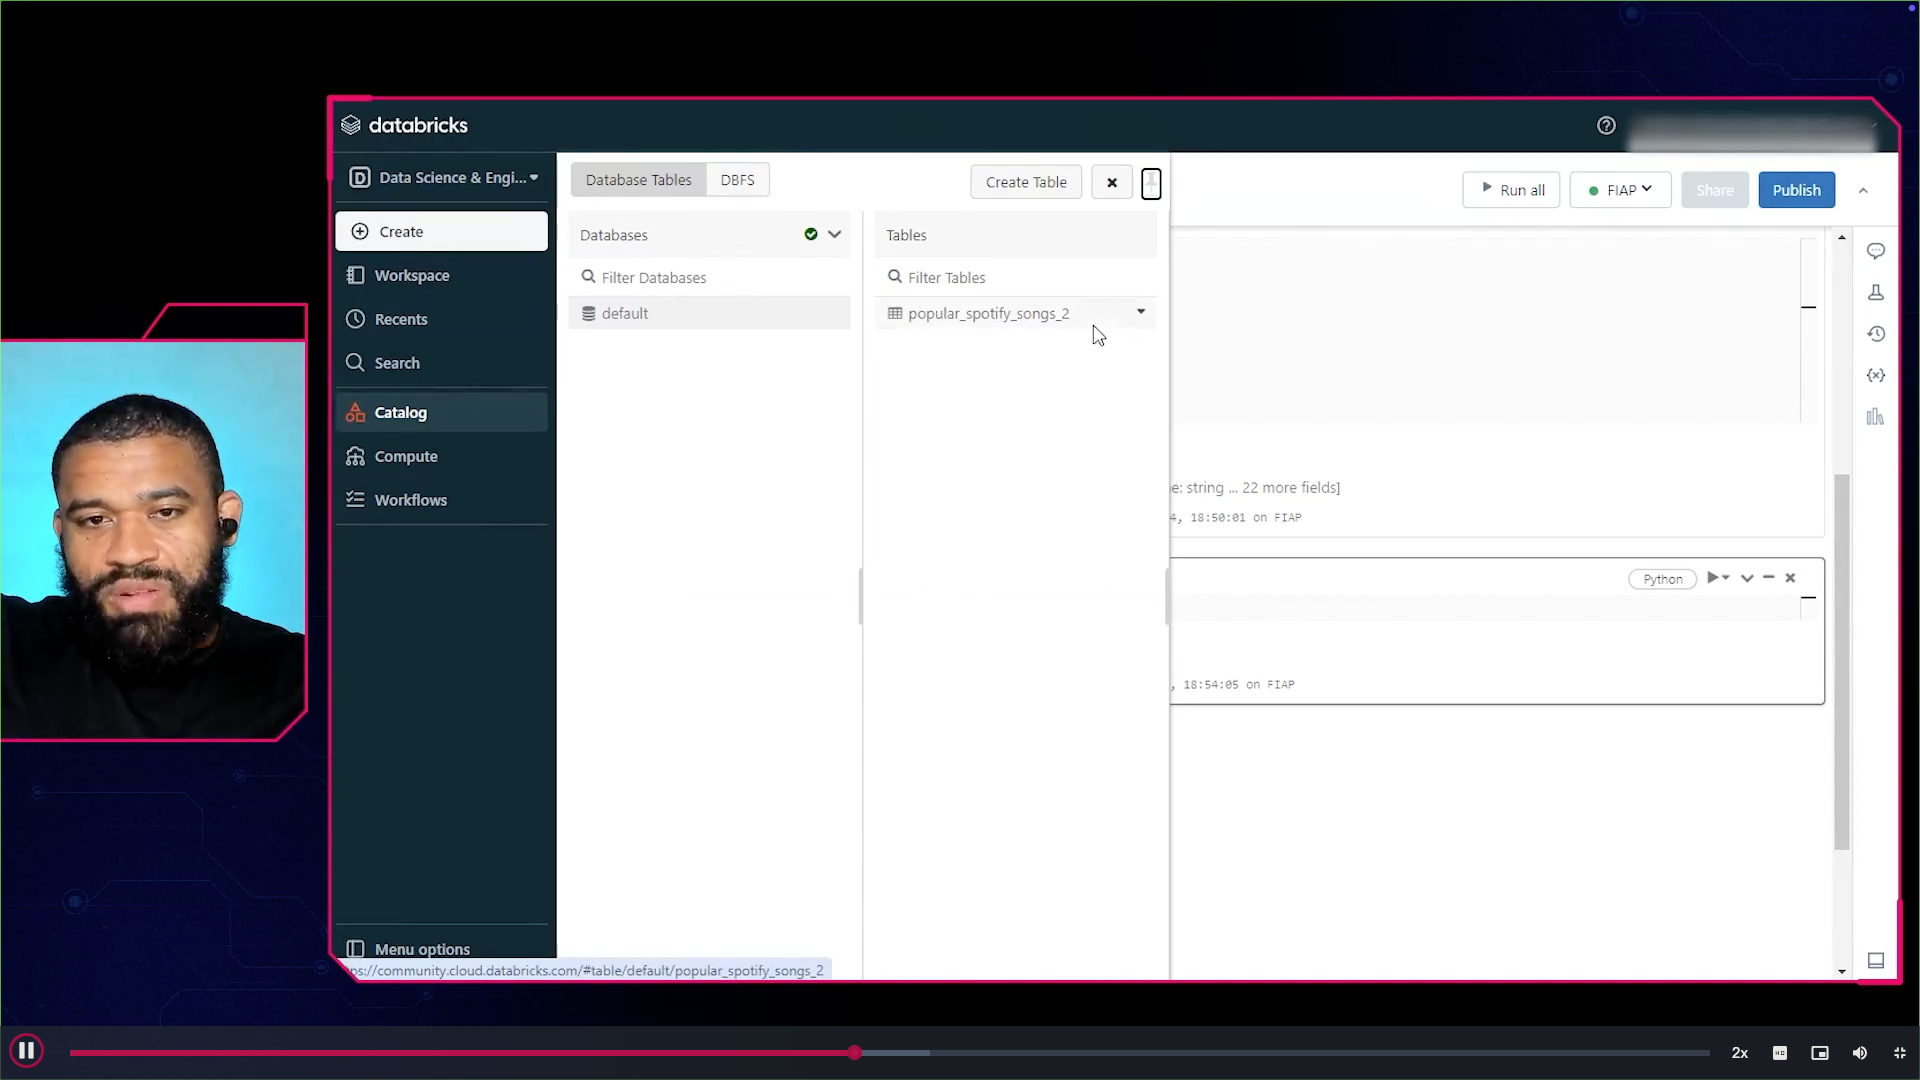 databricks
Data Science & Engi...
Create
Workspace
Recents
Search
Catalog
Compute
Workflows
Menu options
Database Tables
DBFS
Create Table
Databases
Tables
Filter Databases
Filter Tables
default
popular_spotify_songs_2
Run all
FIAP
Share
Publish
e: string ... 22 more fields]
4, 18:50:01 on FIAP
Python
, 18:54:05 on FIAP
ps://community.cloud.databricks.com/#table/default/popular_spotify_songs_2
2x